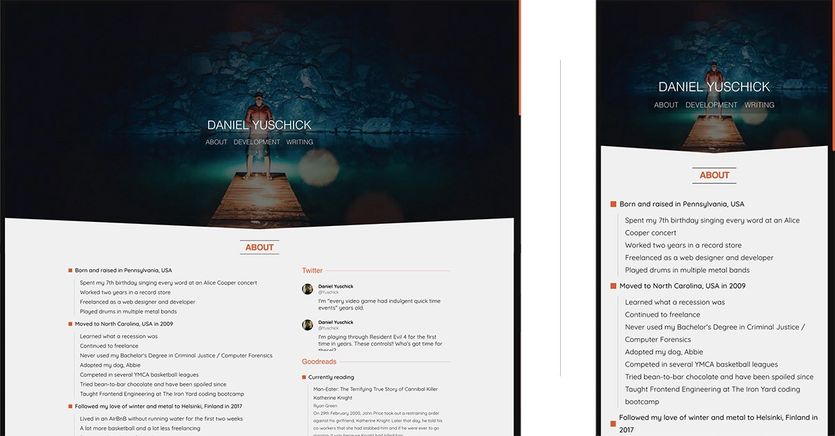 DANIEL YUSCHICK
ABOUT DEVELOPMENT WRITING
ABOUT
Born and raised in Pennsylvania, USA
Spent my 7th birthday singing every word at an Alice Cooper concert
Worked two years in a record store
Freelanced as a web designer and developer
Played drums in multiple metal bands
Moved to North Carolina, USA in 2009
Learned what a recession was
Continued to freelance
Never used my Bachelor's Degree in Criminal Justice / Computer Forensics
Adopted my dog, Abbie
Competed in several YMCA basketball leagues
Tried bean-to-bar chocolate and have been spoiled since
Taught Frontend Engineering at The Iron Yard coding bootcamp
Followed my love of winter and metal to Helsinki, Finland in 2017
Lived in an AirBnB without running water for the first two weeks
A lot more basketball and a lot less freelancing
Twitter
Daniel Yuschick
@Yuschick
I'm "every video game had indulgent quick time
events" years old.
Daniel Yuschick
@Yuschick
I'm playing through Resident Evil 4 for the first
time in years. These controls! Who's got time for
these!?
Goodreads
Currently reading
Man-Eater: The Terrifying True Story of Cannibal Killer
Katherine Knight
Ryan Green
On 29th February 2000, John Price took out a restraining order
against his girlfriend, Katherine Knight. Later that day, he told his
co-workers that she had stabbed him and if he were ever to go
DANIEL YUSCHICK
ABOUT DEVELOPMENT WRITING
ABOUT
Born and raised in Pennsylvania, USA
Spent my 7th birthday singing every word at an Alice
Cooper concert
Worked two years in a record store
Freelanced as a web designer and developer
Played drums in multiple metal bands
Moved to North Carolina, USA in 2009
Learned what a recession was
Continued to freelance
Never used my Bachelor's Degree in Criminal Justice /
Computer Forensics
Adopted my dog, Abbie
Competed in several YMCA basketball leagues
Tried bean-to-bar chocolate and have been spoiled since
Taught Frontend Engineering at The Iron Yard coding
bootcamp
Followed my love of winter and metal to Helsinki, Finland in
2017